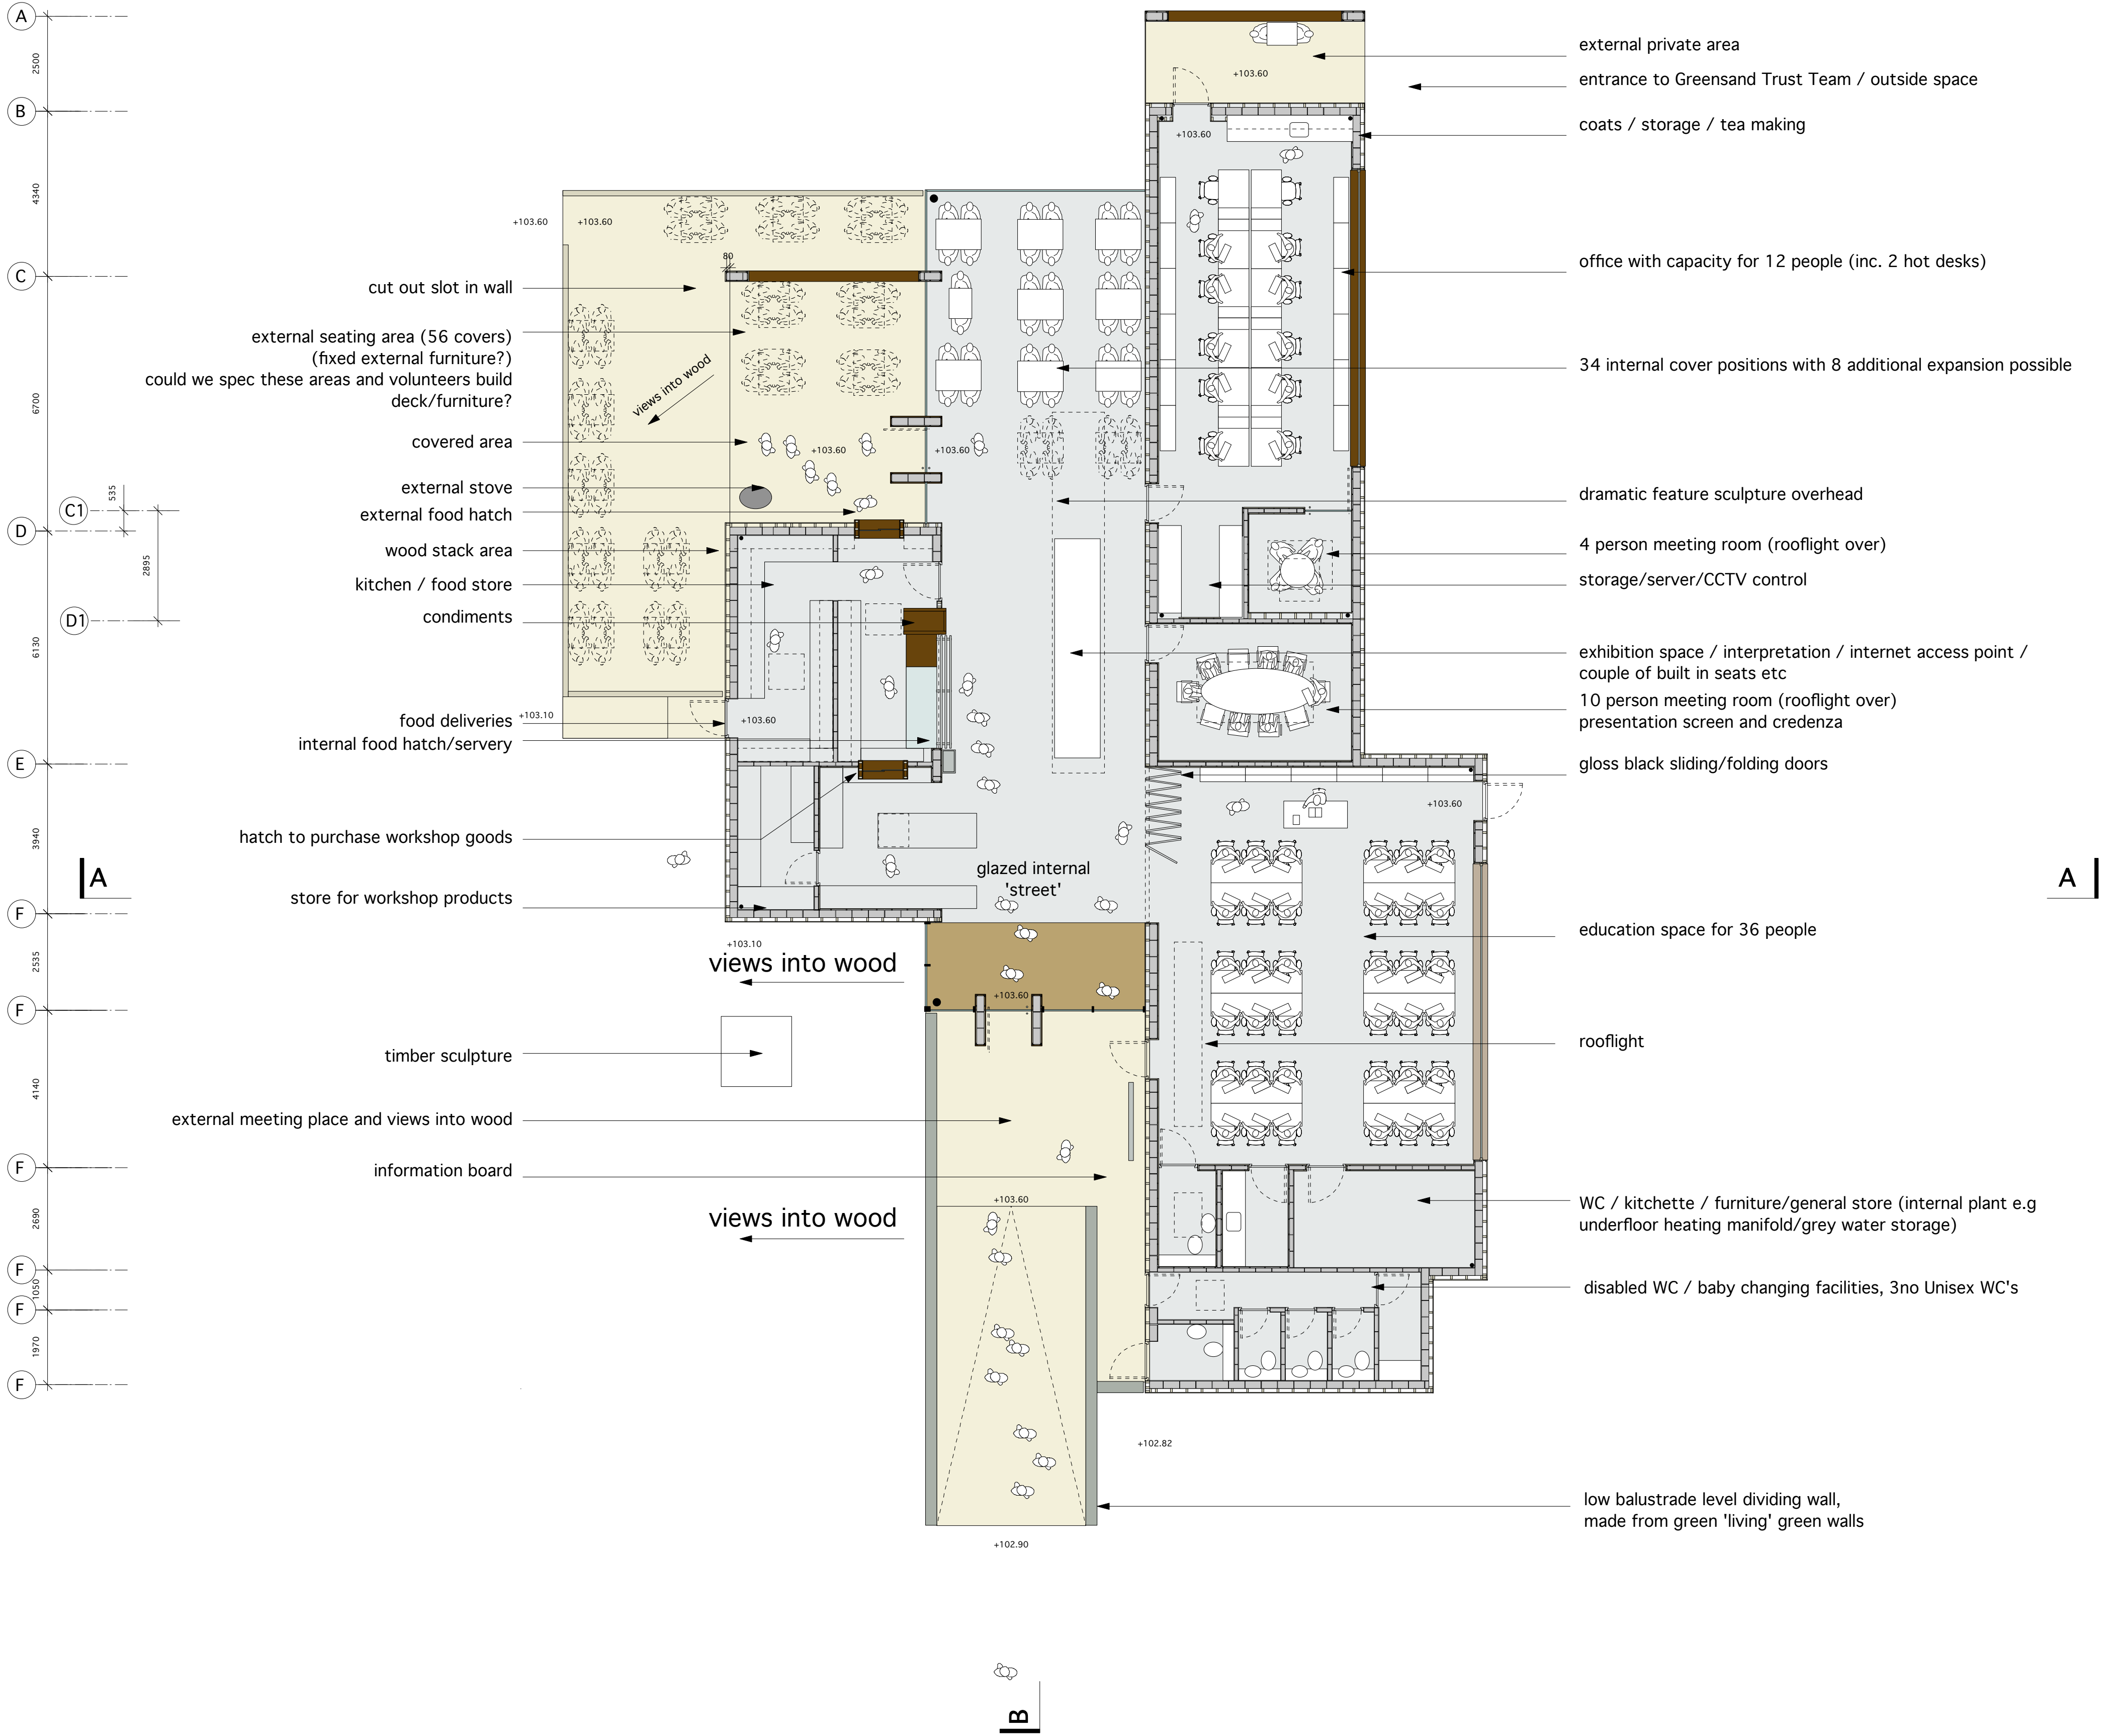 A
2500
B
4340
C
6700
C1
535
D
2895
D1
6130
E
3940
A
F
2535
F
4140
F
2690
F
1050
F
1970
F
cut out slot in wall
external seating area (56 covers)
(fixed external furniture?)
could we spec these areas and volunteers build
deck/furniture?
covered area
external stove
external food hatch
wood stack area
kitchen / food store
condiments
food deliveries
internal food hatch/servery
hatch to purchase workshop goods
store for workshop products
timber sculpture
external meeting place and views into wood
information board
+103.60
+103.60
+103.60
+103.60
80
views into wood
+103.60
+103.60
+103.10
+103.60
+103.60
glazed internal
'street'
+103.10
views into wood
+103.60
+103.60
views into wood
+102.82
+102.90
B
external private area
entrance to Greensand Trust Team / outside space
coats / storage / tea making
office with capacity for 12 people (inc. 2 hot desks)
34 internal cover positions with 8 additional expansion possible
dramatic feature sculpture overhead
4 person meeting room (rooflight over)
storage/server/CCTV control
exhibition space / interpretation / internet access point /
couple of built in seats etc
10 person meeting room (rooflight over)
presentation screen and credenza
gloss black sliding/folding doors
A
education space for 36 people
rooflight
WC / kitchette / furniture/general store (internal plant e.g
underfloor heating manifold/grey water storage)
disabled WC / baby changing facilities, 3no Unisex WC's
low balustrade level dividing wall,
made from green 'living' green walls